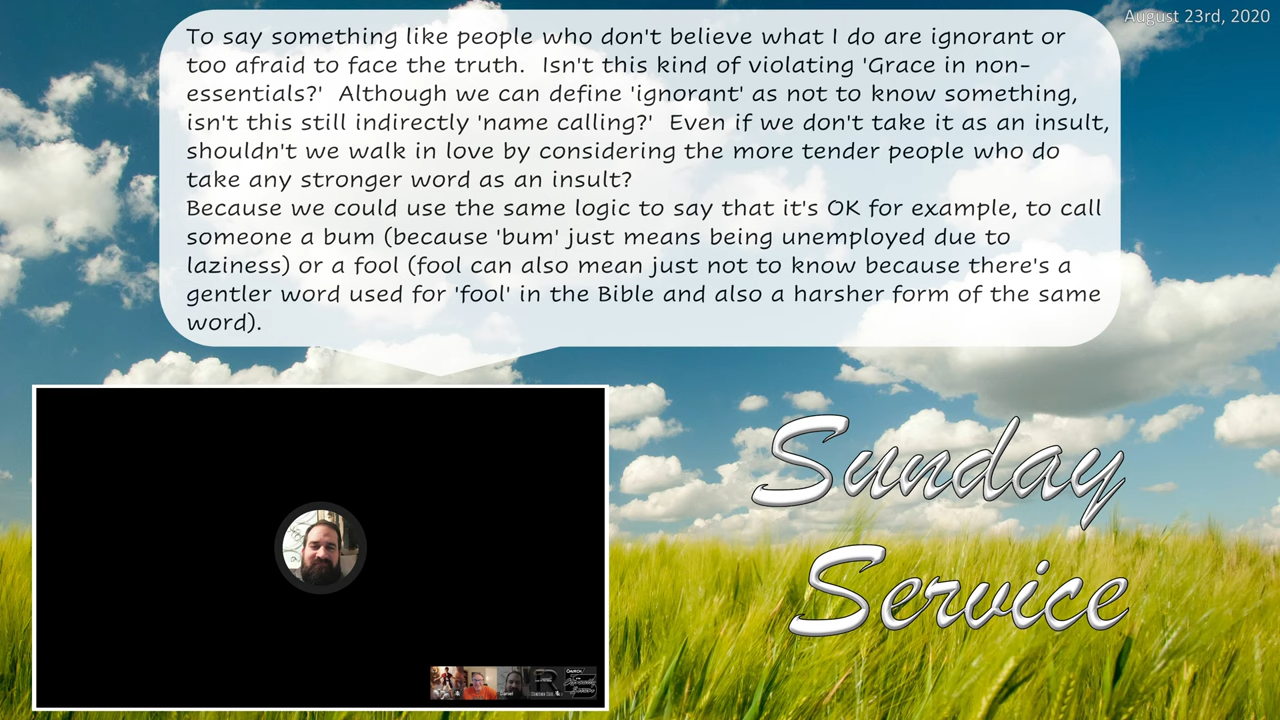 August 23rd, 2020
To say something like people who don't believe what I do are ignorant or
too afraid to face the truth.  Isn't this kind of violating 'Grace in non-
essentials?'  Although we can define 'ignorant' as not to know something,
isn't this still indirectly 'name calling?'  Even if we don't take it as an insult,
shouldn't we walk in love by considering the more tender people who do
take any stronger word as an insult?
Because we could use the same logic to say that it's OK for example, to call
someone a bum (because 'bum' just means being unemployed due to
laziness) or a fool (fool can also mean just not to know because there's a
gentler word used for 'fool' in the Bible and also a harsher form of the same
word).
Sunday
Service
Daniel
Church